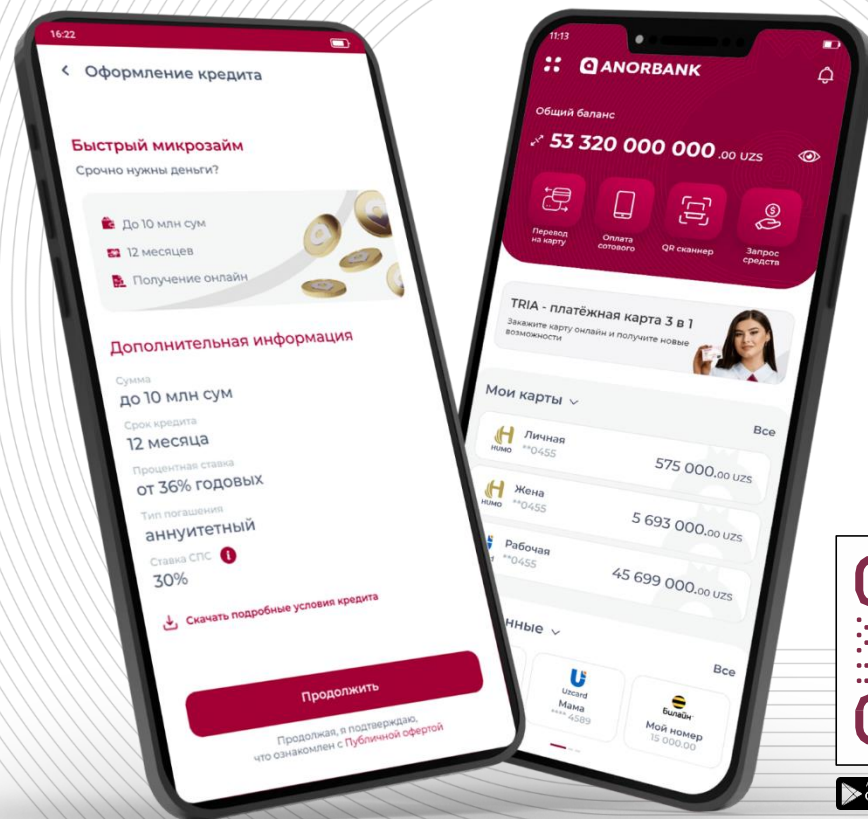 16:22
Оформление кредита
Быстрый микрозайм
Срочно нужны деньги?
До 10 млн сум
12 месяцев
Получение онлайн
Дополнительная информация
Сумма
до 10 млн сум
Срок кредита
12 месяца
Процентная ставка
от 36% годовых
Тип погашения
аннуитетный
Ставка СПС
30%
Скачать подробные условия кредита
Продолжить
Продолжая, я подтверждаю,
что ознакомлен с Публичной офертой
11:13
ANORBANK
Общий баланс
53 320 000 000.00 UZS
Перевод
на карту
Оплата
сотового
QR сканнер
Запрос
средств
TRIA - платёжная карта 3 в 1
Закажите карту онлайн и получите новые
возможности
Мои карты
Все
HUMO
Личная
**0455
575 000.00 UZS
HUMO
Жена
**0455
5 693 000.00 UZS
Рабочая
**0455
45 699 000.00 UZS
нные
Все
Uzcard
Мама
**** 4589
Билайн
Мой номер
15 000.00